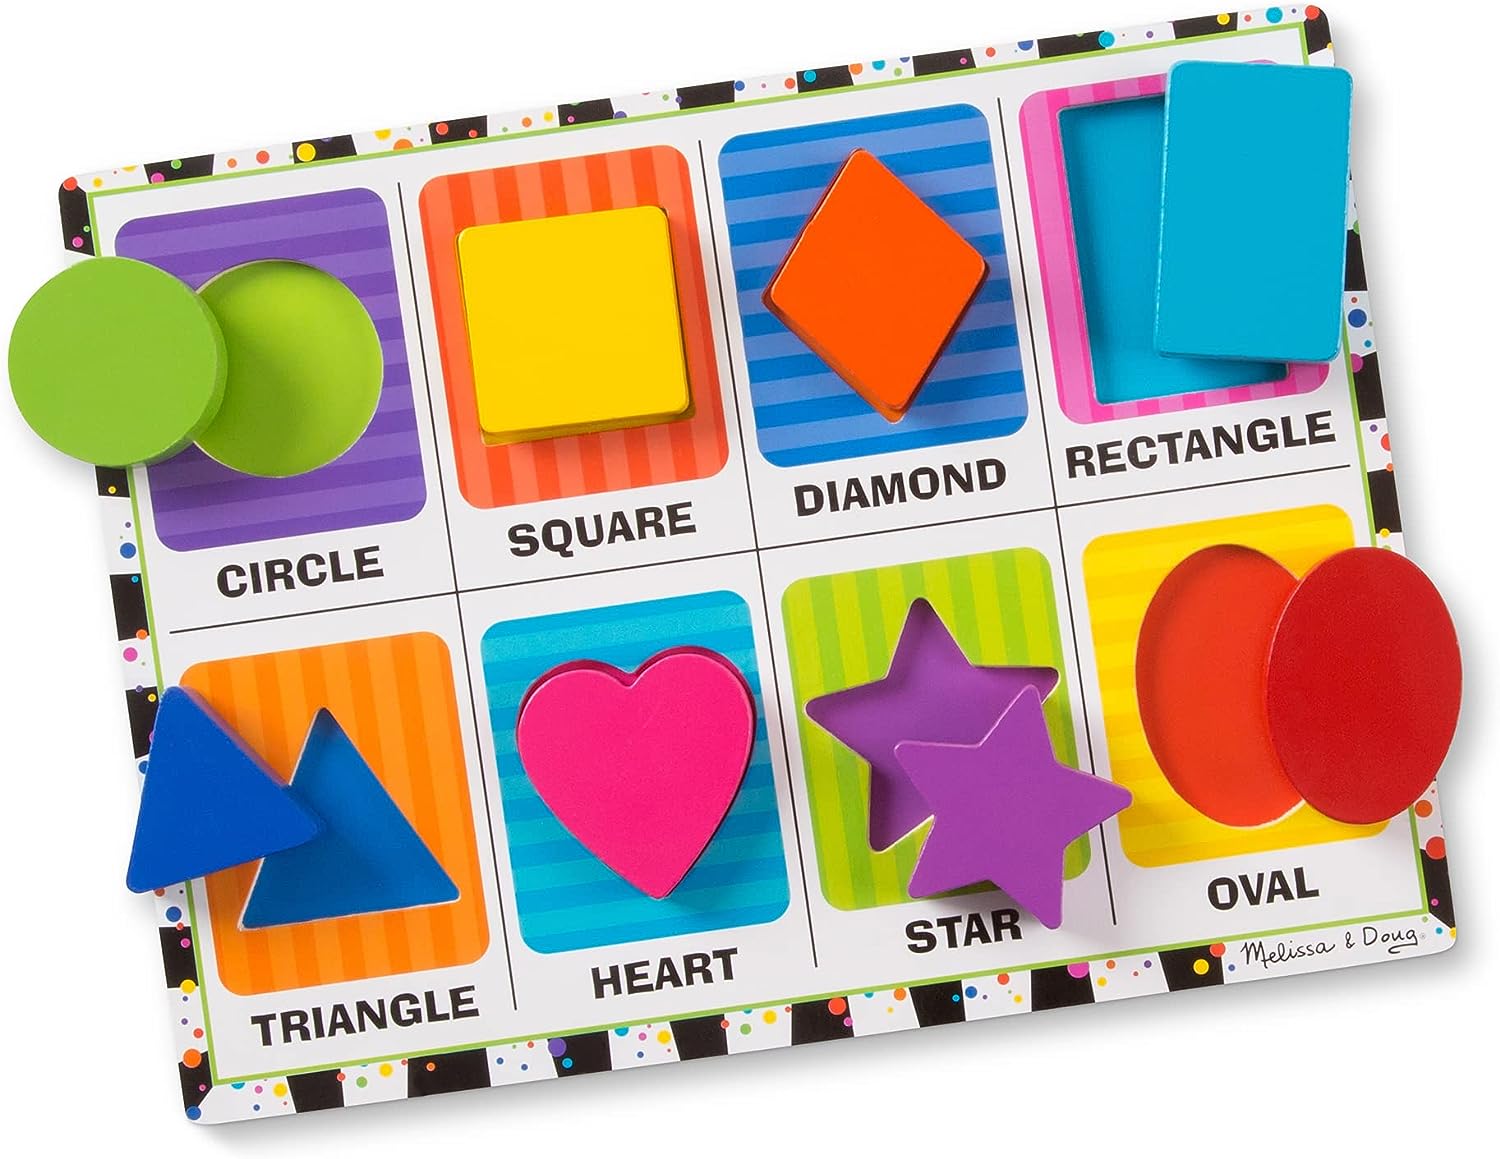 CIRCLE
SQUARE
DIAMOND
RECTANGLE
TRIANGLE
HEART
STAR
OVAL
Melissa & Doug®